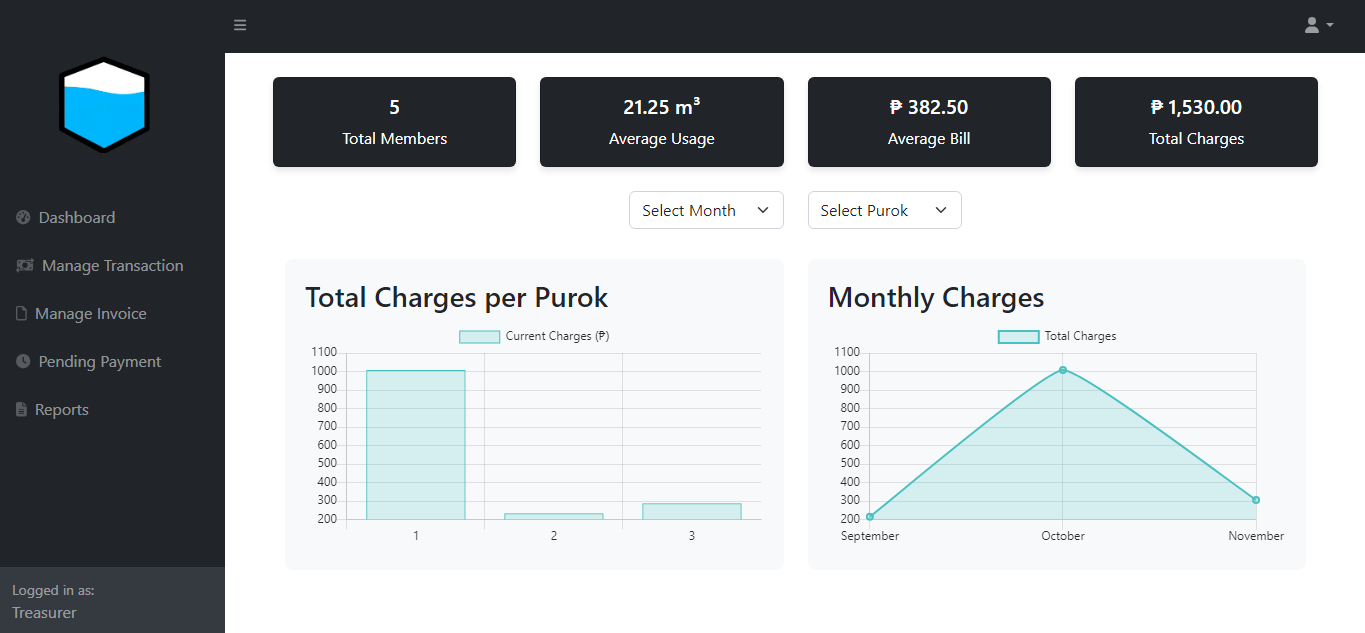 5
Total Members
21.25 m³
Average Usage
₱ 382.50
Average Bill
₱ 1,530.00
Total Charges
Select Month
Select Purok
Dashboard
Manage Transaction
Manage Invoice
Pending Payment
Reports
Logged in as:
Treasurer
Total Charges per Purok
Current Charges (₱)
1100
1000
900
800
700
600
500
400
300
200
1 2 3
Monthly Charges
Total Charges
1100
1000
900
800
700
600
500
400
300
200
September October November